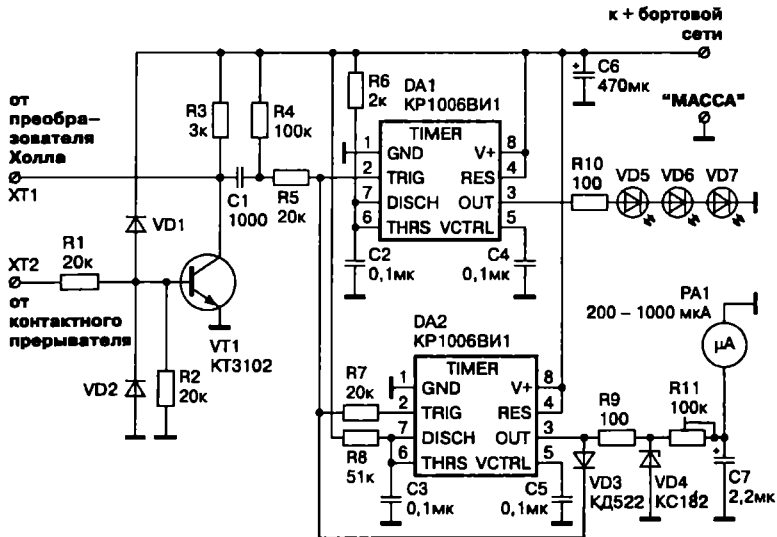 к + бортовой
сети
C6
470мк
"МАССА"
R6
2к
DA1
КР1006ВИ1
от
преобра-
зователя
Холла
XT1
R3
3к
R4
100к
TIMER
1
GND
V+
8
2
TRIG
RES
4
7
DISCH
OUT
3
6
THRS
VCTRL
5
R10
100
VD5
VD6
VD7
C1
1000
R5
20к
VD1
C2
0,1мк
C4
0,1мк
XT2
R1
20к
от
контактного
прерывателя
VT1
КТ3102
VD2
R2
20к
PA1
200 – 1000 мкА
µA
DA2
КР1006ВИ1
TIMER
1
GND
V+
8
2
TRIG
RES
4
7
DISCH
OUT
3
6
THRS
VCTRL
5
R7
20к
R8
51к
R9
100
R11
100к
C3
0,1мк
C5
0,1мк
VD3
КД522
VD4
КС182
C7
2,2мк